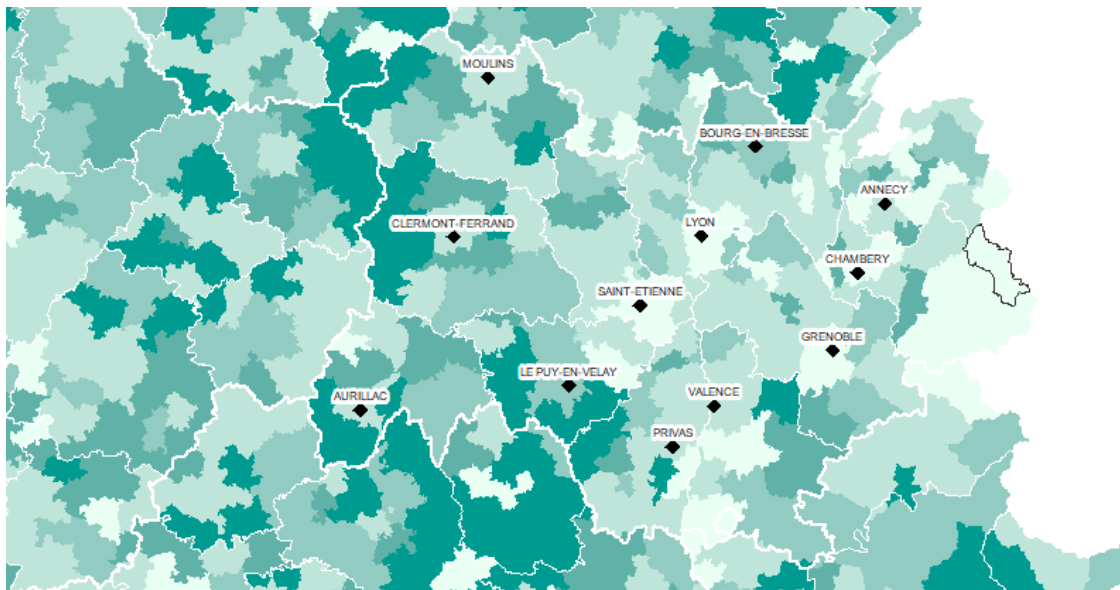 MOULINS
BOURG-EN-BRESSE
ANNECY
CLERMONT-FERRAND
LYON
CHAMBERY
SAINT-ETIENNE
GRENOBLE
LE PUY-EN-VELAY
AURILLAC
VALENCE
PRIVAS